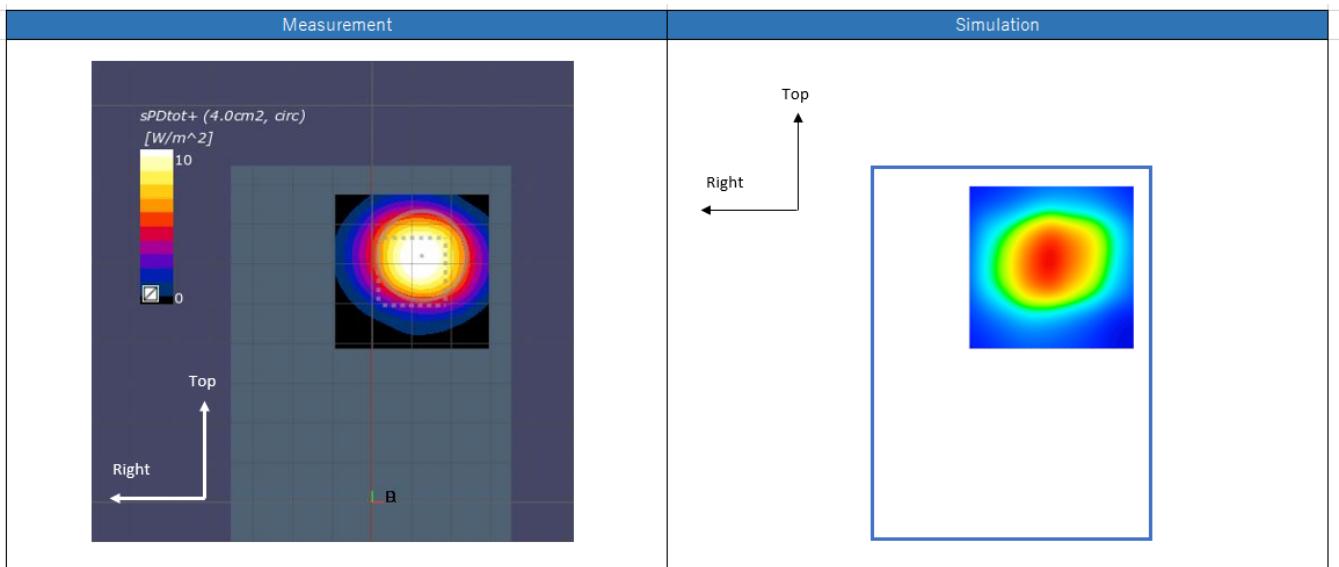 Measurement
Simulation
sPDtot+ (4.0cm2, circ)
[W/m^2]
10
0
Top
Right
Top
Right